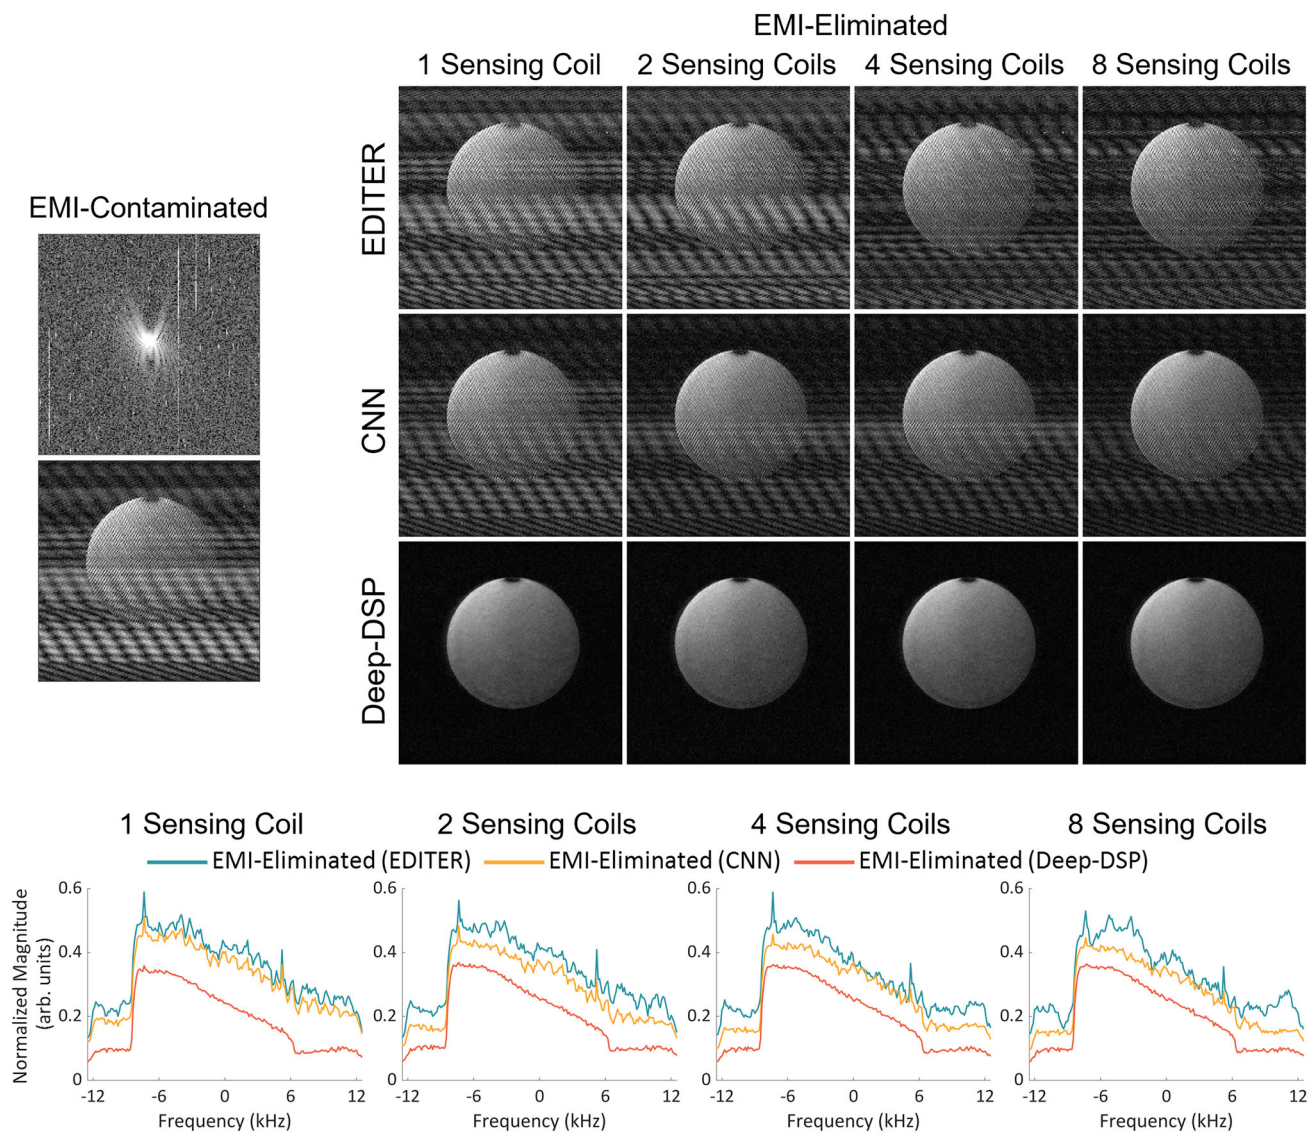 EMI-Eliminated
1 Sensing Coil 2 Sensing Coils 4 Sensing Coils 8 Sensing Coils
EMI-Contaminated
EDITER
CNN
Deep-DSP
1 Sensing Coil 2 Sensing Coils 4 Sensing Coils 8 Sensing Coils
EMI-Eliminated (EDITER) EMI-Eliminated (CNN) EMI-Eliminated (Deep-DSP)
Normalized Magnitude
(arb. units)
0.6 0.6 0.6 0.6
0.4 0.4 0.4 0.4
0.2 0.2 0.2 0.2
0 0 0 0
-12 -6 0 6 12 -12 -6 0 6 12 -12 -6 0 6 12 -12 -6 0 6 12
Frequency (kHz) Frequency (kHz) Frequency (kHz) Frequency (kHz)